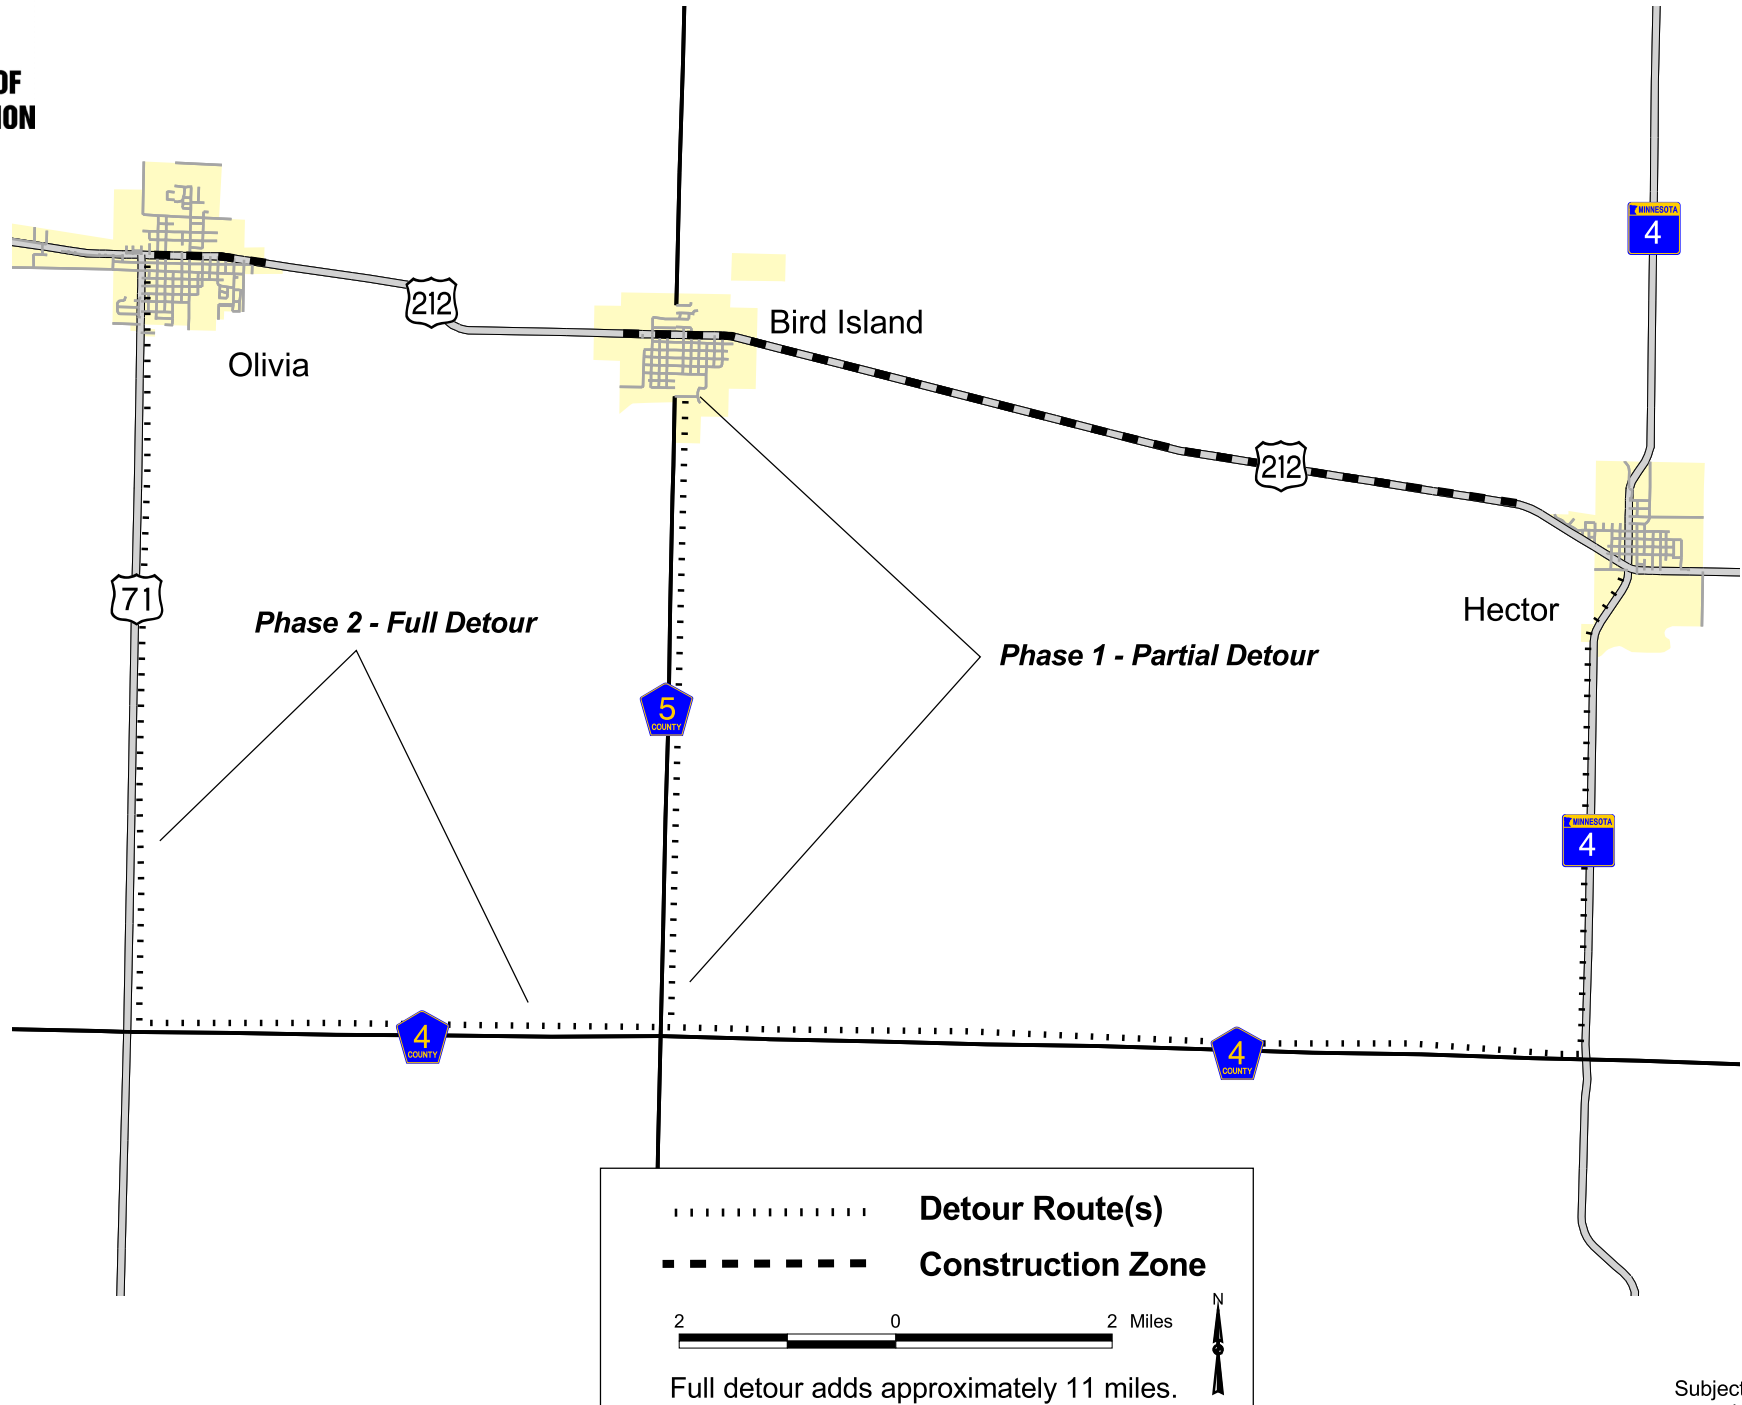 OF
ION
MINNESOTA
4
212
Bird Island
Olivia
212
71
Hector
Phase 2 - Full Detour
Phase 1 - Partial Detour
5
COUNTY
MINNESOTA
4
4
COUNTY
4
COUNTY
Detour Route(s)
Construction Zone
2 0 2 Miles
N
Full detour adds approximately 11 miles.
Subject